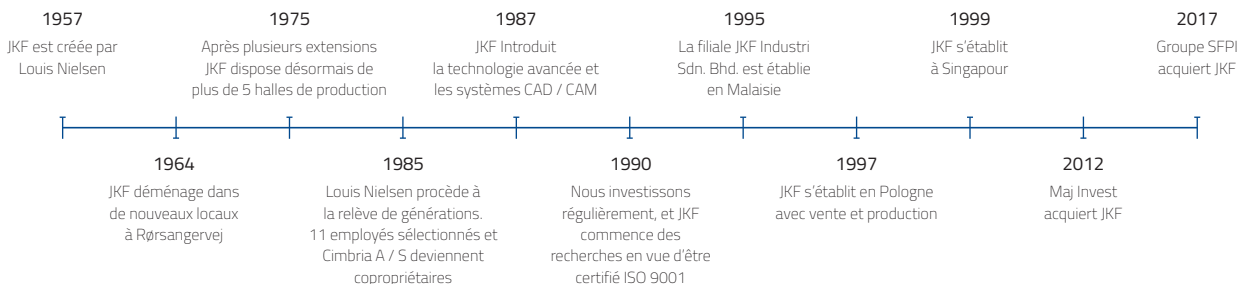 1957
JKF est créée par
Louis Nielsen
1975
Après plusieurs extensions
JKF dispose désormais de
plus de 5 halles de production
1987
JKF Introduit
la technologie avancée et
les systèmes CAD / CAM
1995
La filiale JKF Industri
Sdn. Bhd. est établie
en Malaisie
1999
JKF s’établit
à Singapour
2017
Groupe SFPI
acquiert JKF
1964
JKF déménage dans
de nouveaux locaux
à Rørsangervej
1985
Louis Nielsen procède à
la relève de générations.
11 employés sélectionnés et
Cimbria A / S deviennent
copropriétaires
1990
Nous investissons
régulièrement, et JKF
commence des
recherches en vue d’être
certifié ISO 9001
1997
JKF s’établit en Pologne
avec vente et production
2012
Maj Invest
acquiert JKF